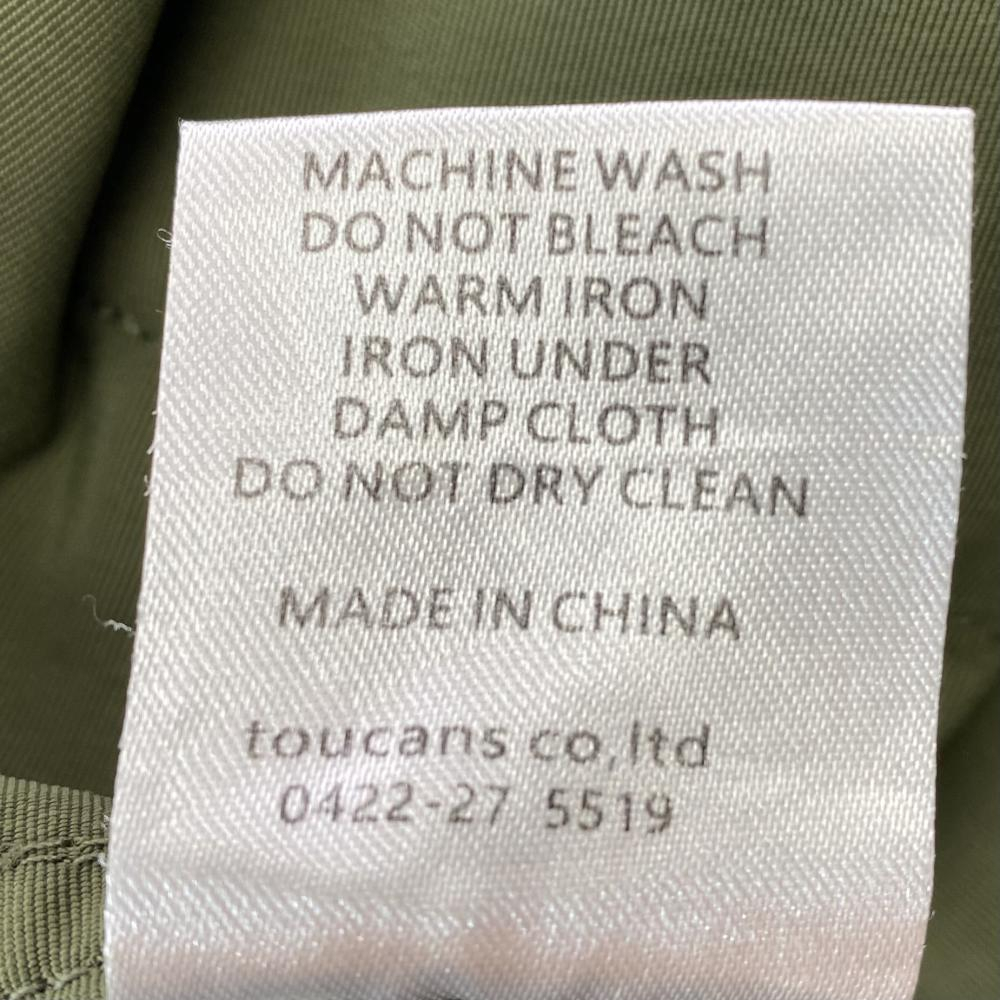 MACHINE WASH
DO NOT BLEACH
WARM IRON
IRON UNDER
DAMP CLOTH
DO NOT DRY CLEAN
MADE IN CHINA
toucans co,ltd
0422-27 5519